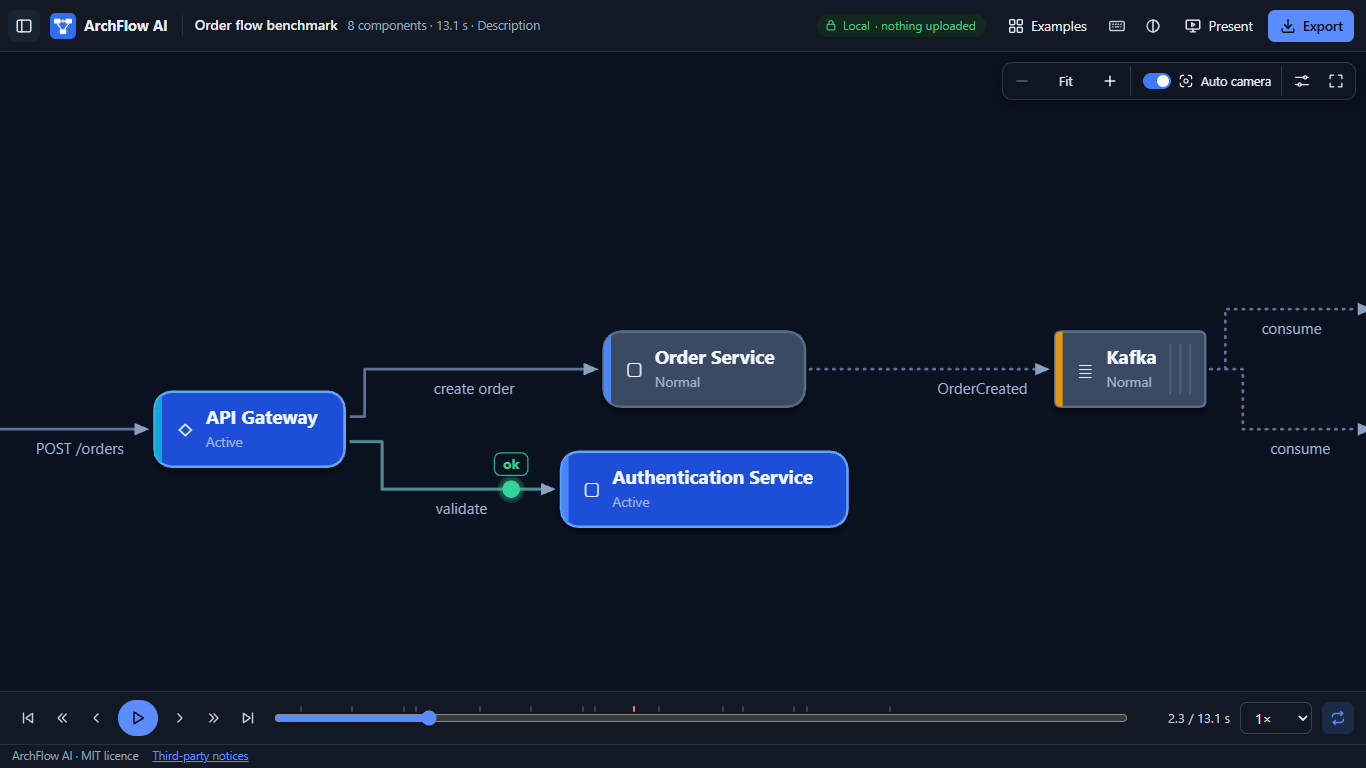 ArchFlow AI
Order flow benchmark
8 components · 13.1 s · Description
Local · nothing uploaded
Examples
Present
Export
Fit
Auto camera
consume
Order Service
Normal
Kafka
Normal
create order
OrderCreated
API Gateway
Active
POST /orders
consume
ok
Authentication Service
Active
validate
2.3 / 13.1 s
1×
ArchFlow AI · MIT licence
Third-party notices